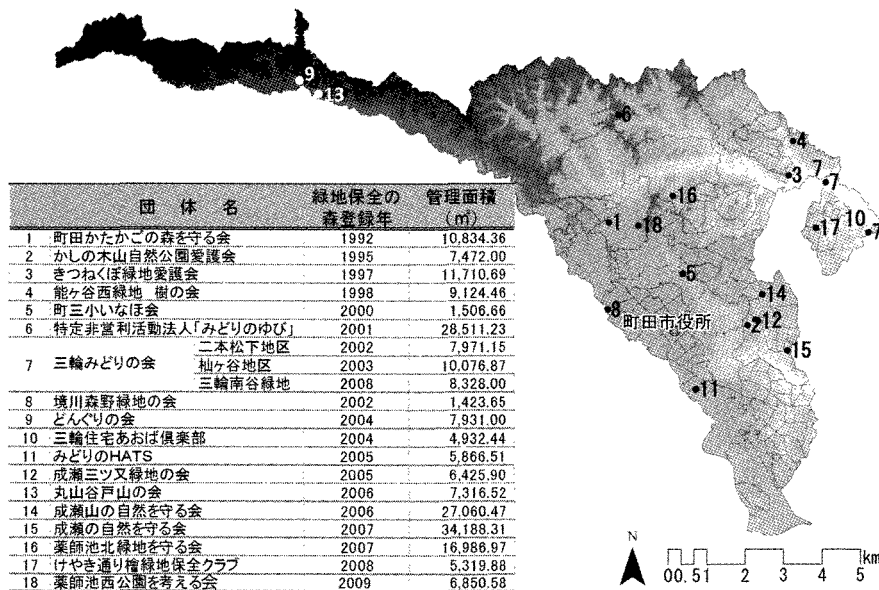 団 体 名 緑地保全の森登録年 管理面積(㎡)
1 町田かたかごの森を守る会 1992 10,834.36
2 かしの木山自然公園愛護会 1995 7,472.00
3 きつねくぼ緑地愛護会 1997 11,710.69
4 能ヶ谷西緑地 樹の会 1998 9,124.46
5 町三小いなほ会 2000 1,506.66
6 特定非営利活動法人「みどりのゆび」 2001 28,511.23
7 三輪みどりの会 二本松下地区 2002 7,971.15
杣ヶ谷地区 2003 10,076.87
三輪南谷緑地 2008 8,328.00
8 境川森野緑地の会 2002 1,423.65
9 どんぐりの会 2004 7,931.00
10 三輪住宅あおば倶楽部 2004 4,932.44
11 みどりのHATS 2005 5,866.51
12 成瀬三ツ又緑地の会 2005 6,425.90
13 丸山谷戸山の会 2006 7,316.52
14 成瀬山の自然を守る会 2006 27,060.47
15 成瀬の自然を守る会 2007 34,188.31
16 薬師池北緑地を守る会 2007 16,986.97
17 けやき通り檜緑地保全クラブ 2008 5,319.88
18 薬師池西公園を考える会 2009 6,850.58
9
13
6
4
3
7
7
16
1
18
17
10
7
5
14
8
町田市役所
2
12
15
11
N
km
0 0.5 1 2 3 4 5